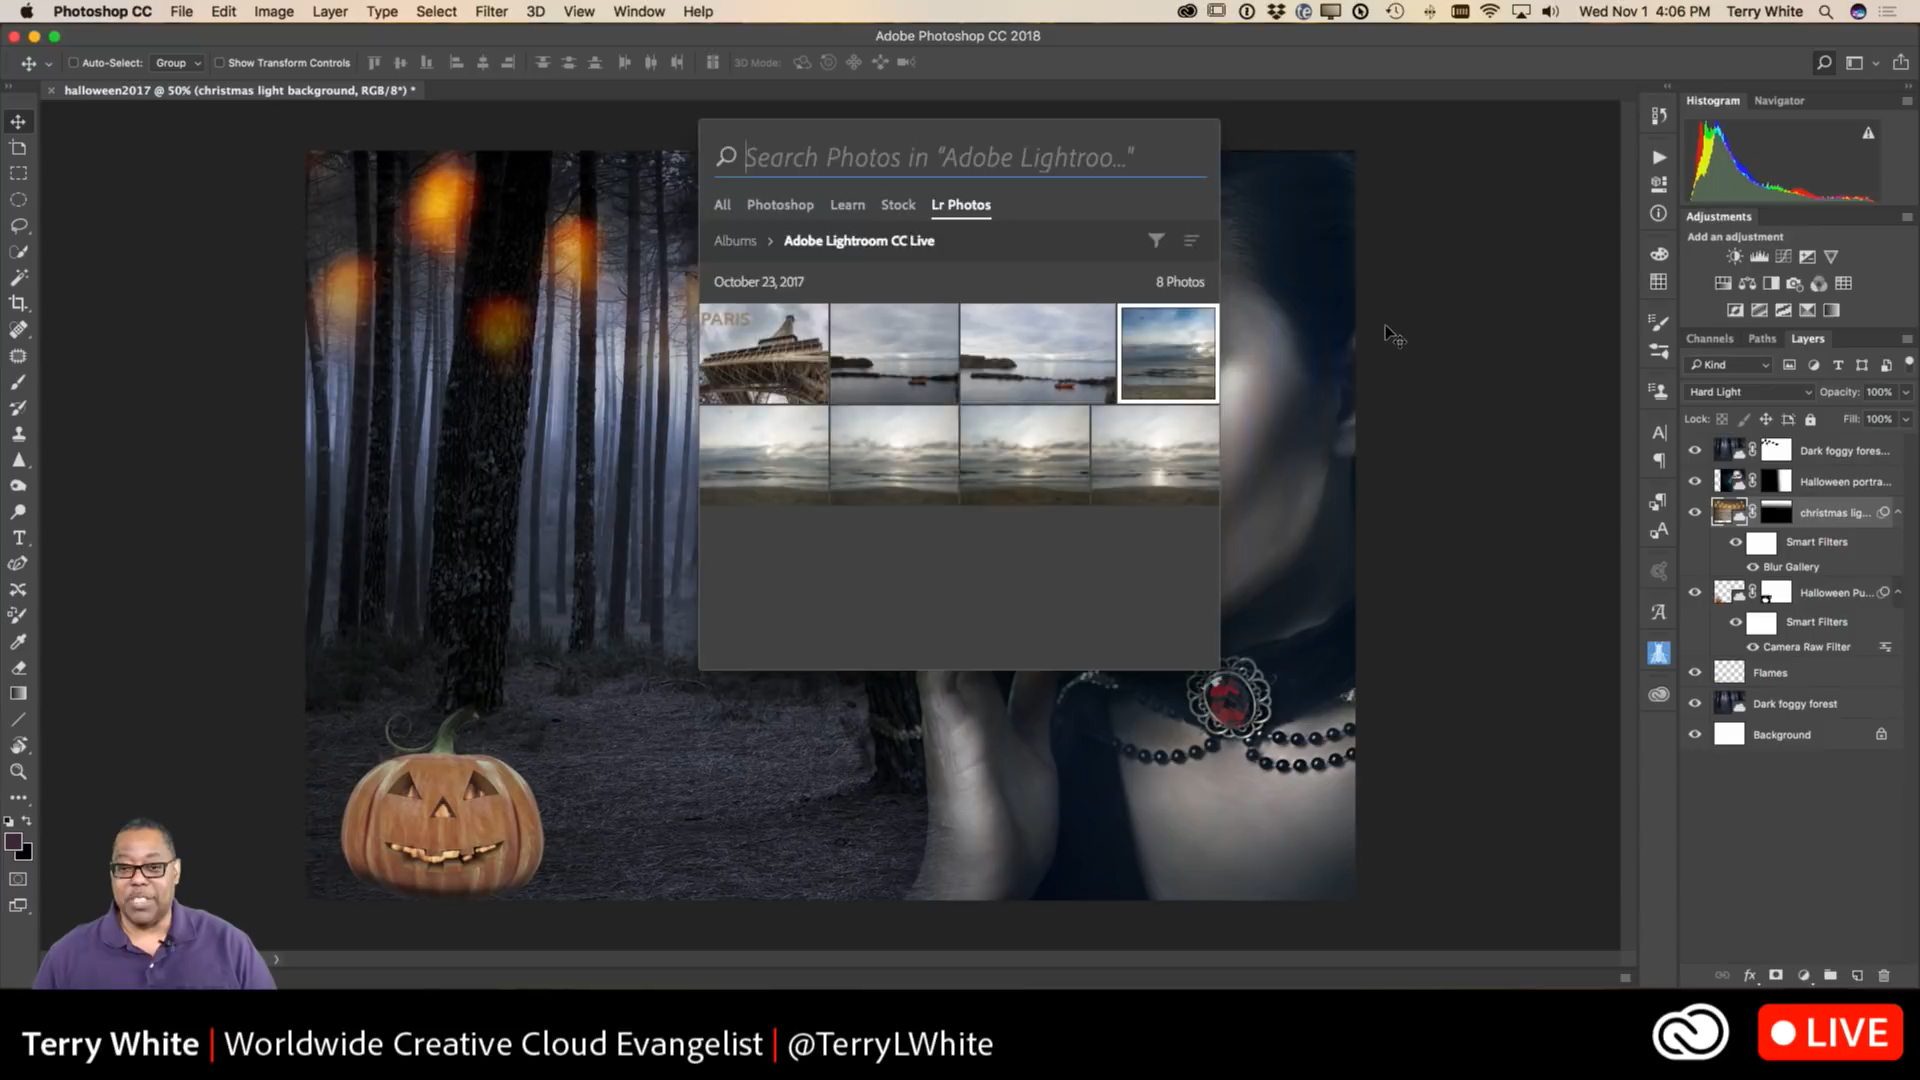 Photoshop CC File Edit Image Layer Type Select Filter 3D View Window Help Wed Nov 1 4:06 PM Terry White
Adobe Photoshop CC 2018
Auto-Select: Group Show Transform Controls 3D Mode:
halloween2017 @ 50% (christmas light background, RGB/8*) *
Search Photos in "Adobe Lightroo..."
All Photoshop Learn Stock Lr Photos
Albums > Adobe Lightroom CC Live
October 23, 2017 8 Photos
PARIS
Histogram Navigator
Adjustments
Add an adjustment
Channels Paths Layers
Kind
Hard Light Opacity: 100%
Lock: Fill: 100%
Dark foggy fores...
Halloween portra...
christmas lig...
Smart Filters
Blur Gallery
Halloween Pu...
Smart Filters
Camera Raw Filter
Flames
Dark foggy forest
Background
Terry White | Worldwide Creative Cloud Evangelist | @TerryLWhite
LIVE